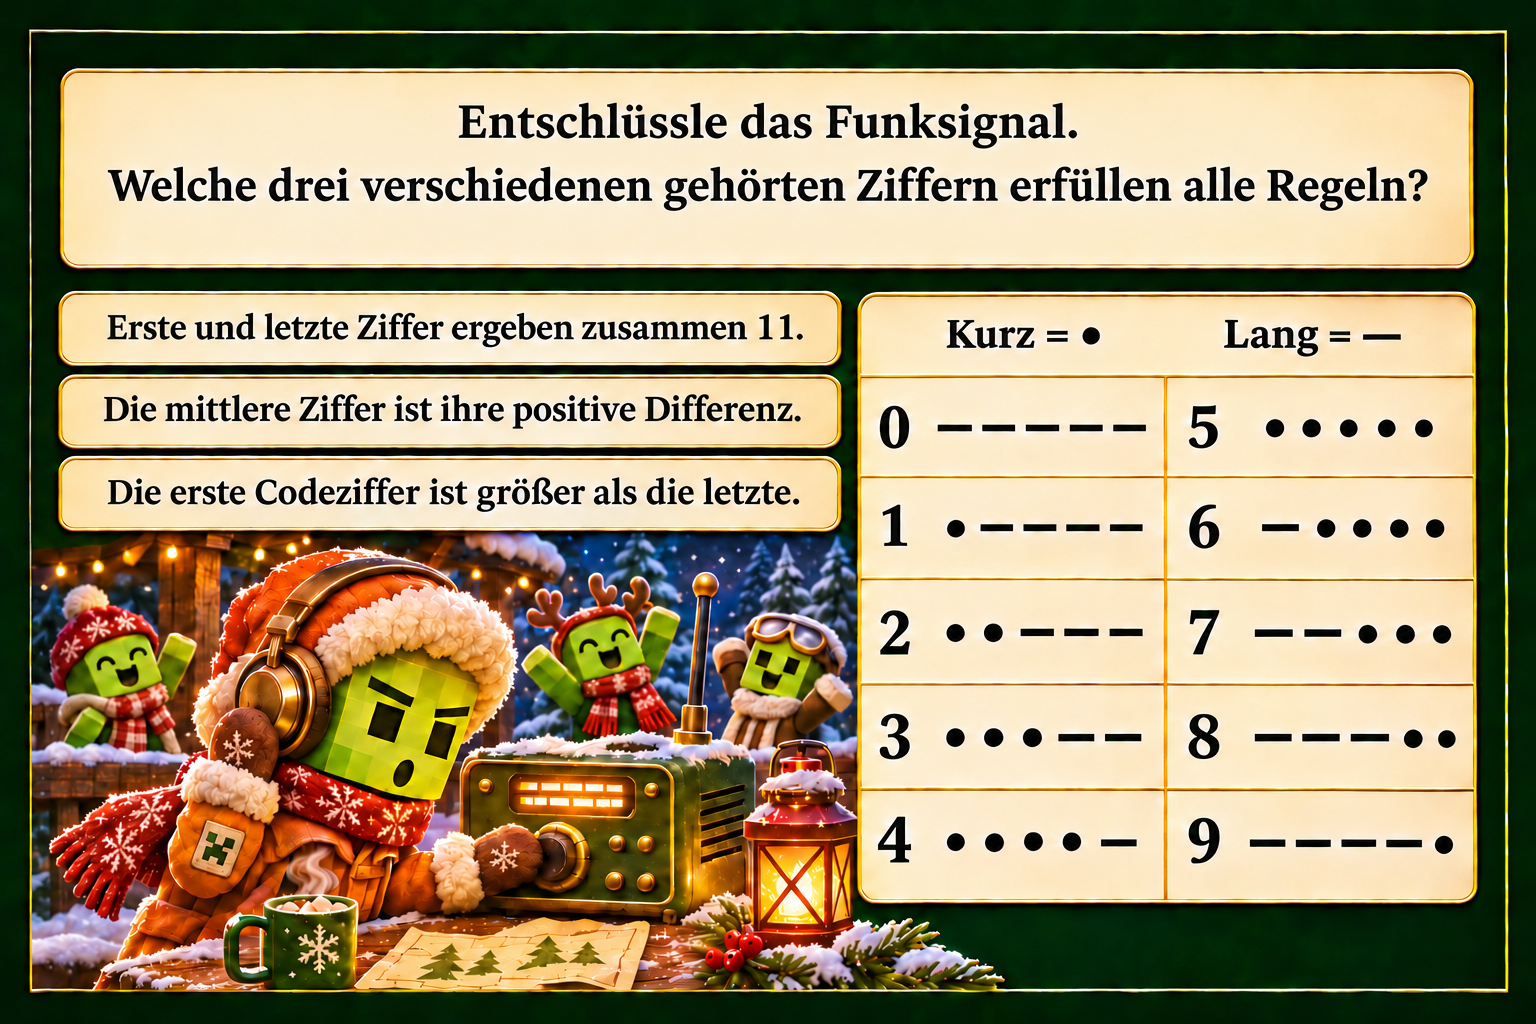 Entschlüssle das Funksignal.
Welche drei verschiedenen gehörten Ziffern erfüllen alle Regeln?
Erste und letzte Ziffer ergeben zusammen 11.
Die mittlere Ziffer ist ihre positive Differenz.
Die erste Codeziffer ist größer als die letzte.
Kurz = ● Lang = —
0 — — — — — 5 ● ● ● ● ●
1 ● — — — — 6 — ● ● ● ●
2 ● ● — — — 7 — — ● ● ●
3 ● ● ● — — 8 — — — ● ●
4 ● ● ● ● — 9 — — — — ●